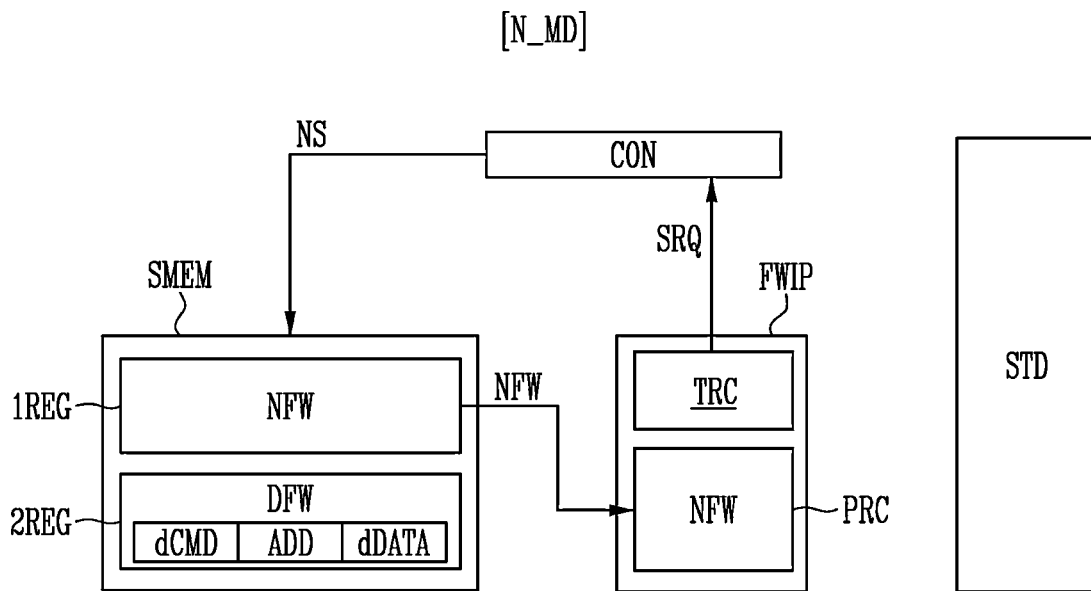 [N_MD]
NS
CON
SRQ
SMEM
FWIP
1REG
NFW
NFW
TRC
STD
2REG
DFW
dCMD ADD dDATA
NFW
PRC